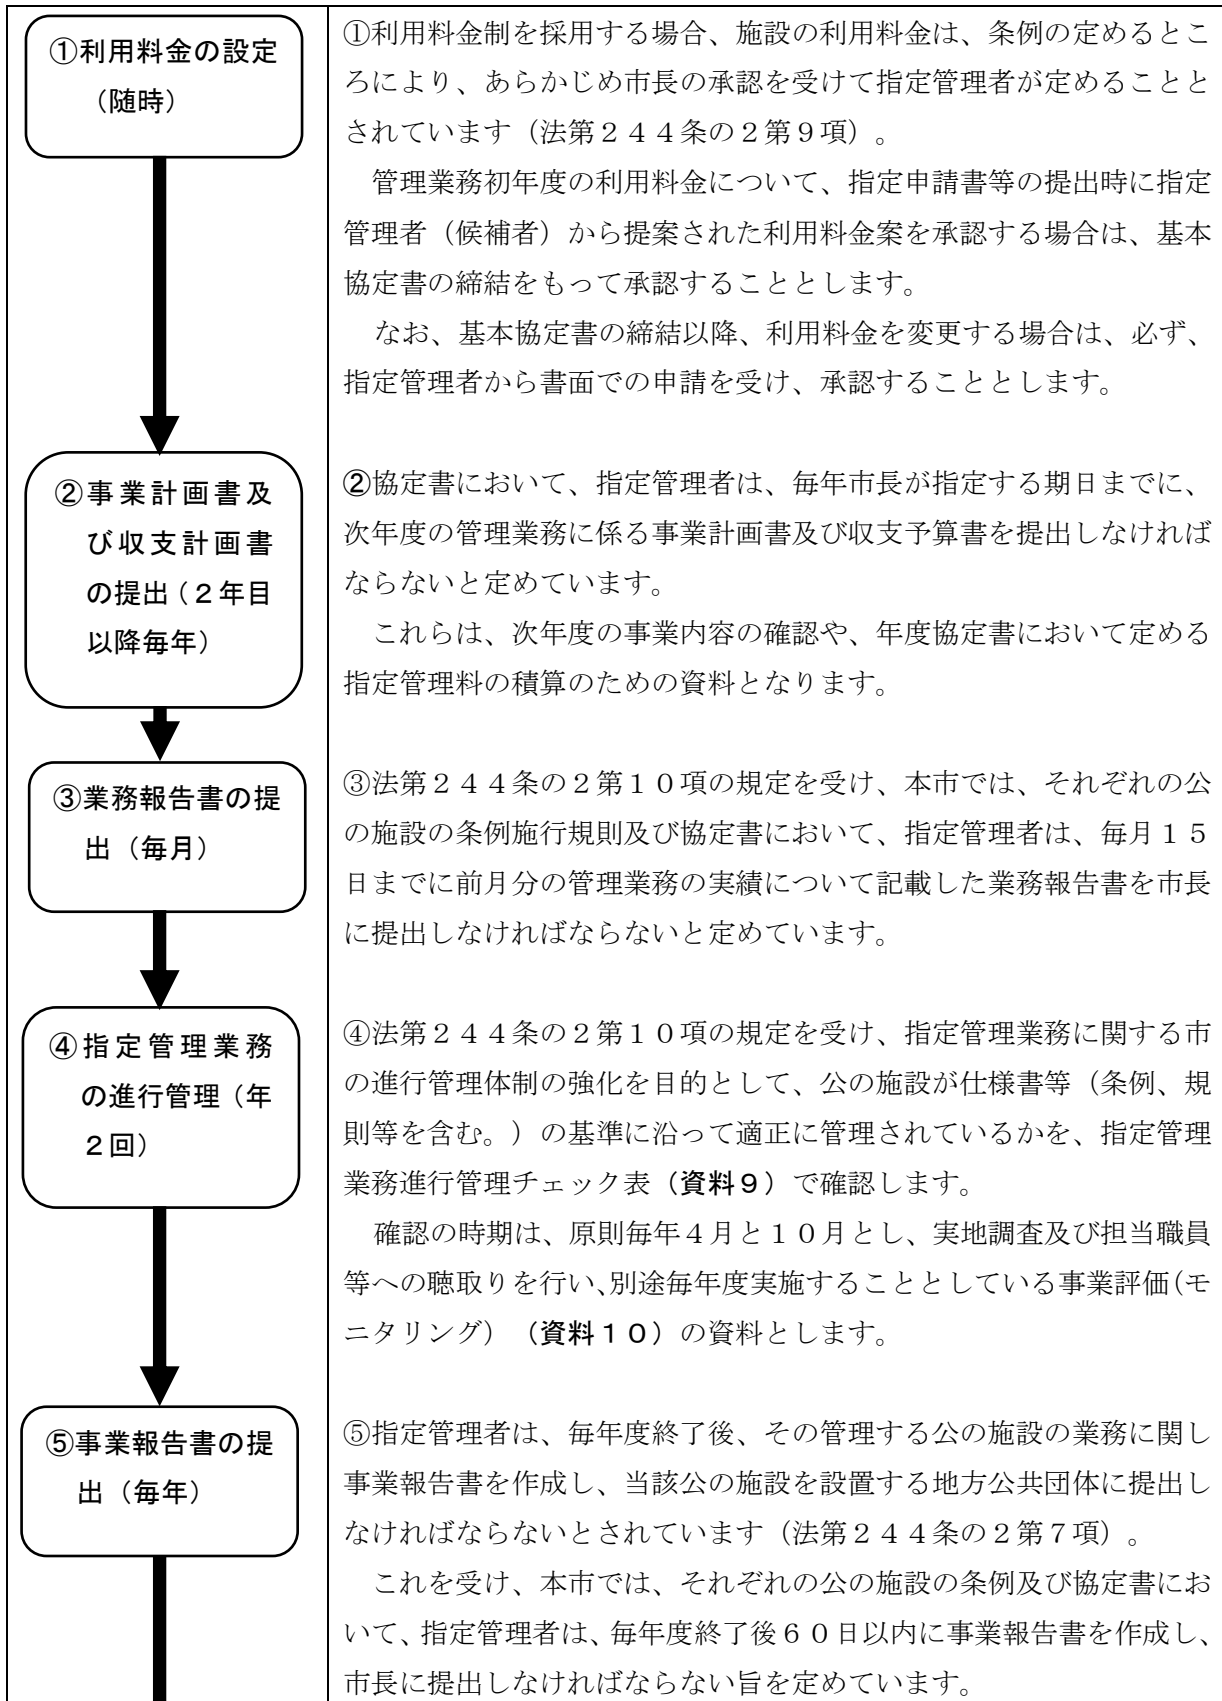 ①利用料金の設定
（随時）
①利用料金制を採用する場合、施設の利用料金は、条例の定めるとこ
ろにより、あらかじめ市長の承認を受けて指定管理者が定めることと
されています（法第２４４条の２第９項）。
管理業務初年度の利用料金について、指定申請書等の提出時に指定
管理者（候補者）から提案された利用料金案を承認する場合は、基本
協定書の締結をもって承認することとします。
なお、基本協定書の締結以降、利用料金を変更する場合は、必ず、
指定管理者から書面での申請を受け、承認することとします。
②事業計画書及
び収支計画書
の提出（２年目
以降毎年）
②協定書において、指定管理者は、毎年市長が指定する期日までに、
次年度の管理業務に係る事業計画書及び収支予算書を提出しなければ
ならないと定めています。
これらは、次年度の事業内容の確認や、年度協定書において定める
指定管理料の積算のための資料となります。
③業務報告書の提
出（毎月）
③法第２４４条の２第１０項の規定を受け、本市では、それぞれの公
の施設の条例施行規則及び協定書において、指定管理者は、毎月１５
日までに前月分の管理業務の実績について記載した業務報告書を市長
に提出しなければならないと定めています。
④指定管理業務
の進行管理（年
２回）
④法第２４４条の２第１０項の規定を受け、指定管理業務に関する市
の進行管理体制の強化を目的として、公の施設が仕様書等（条例、規
則等を含む。）の基準に沿って適正に管理されているかを、指定管理
業務進行管理チェック表（資料９）で確認します。
確認の時期は、原則毎年４月と１０月とし、実地調査及び担当職員
等への聴取りを行い、別途毎年度実施することとしている事業評価（モ
ニタリング）（資料１０）の資料とします。
⑤事業報告書の提
出（毎年）
⑤指定管理者は、毎年度終了後、その管理する公の施設の業務に関し
事業報告書を作成し、当該公の施設を設置する地方公共団体に提出し
なければならないとされています（法第２４４条の２第７項）。
これを受け、本市では、それぞれの公の施設の条例及び協定書にお
いて、指定管理者は、毎年度終了後６０日以内に事業報告書を作成し、
市長に提出しなければならない旨を定めています。